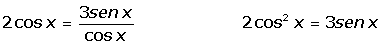 2 cos x = 3sen x / cos x    2 cos² x = 3sen x